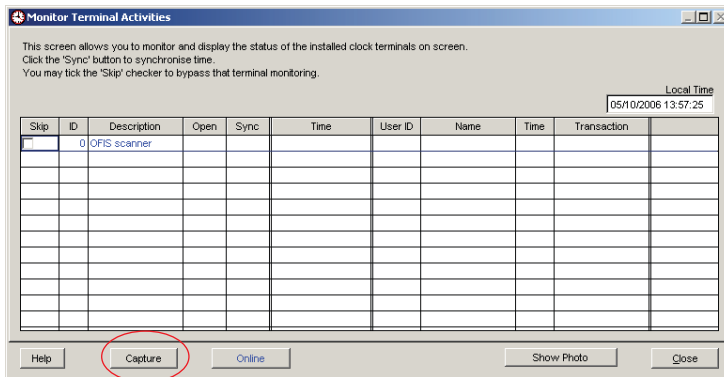 Monitor Terminal Activities
This screen allows you to monitor and display the status of the installed clock terminals on screen.
Click the 'Sync' button to synchronise time.
You may tick the 'Skip' checker to bypass that terminal monitoring.
Local Time
05/10/2006 13:57:25
Skip ID Description Open Sync Time User ID Name Time Transaction
0 OFIS scanner
Help Capture Online Show Photo Close